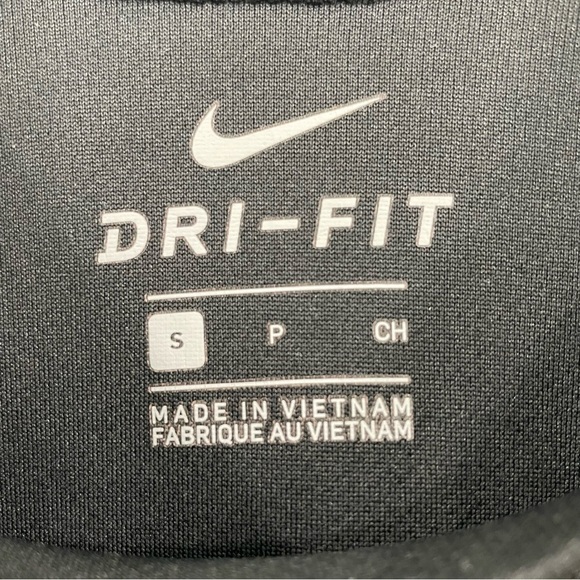 DRI-FIT
S P CH
MADE IN VIETNAM
FABRIQUE AU VIETNAM